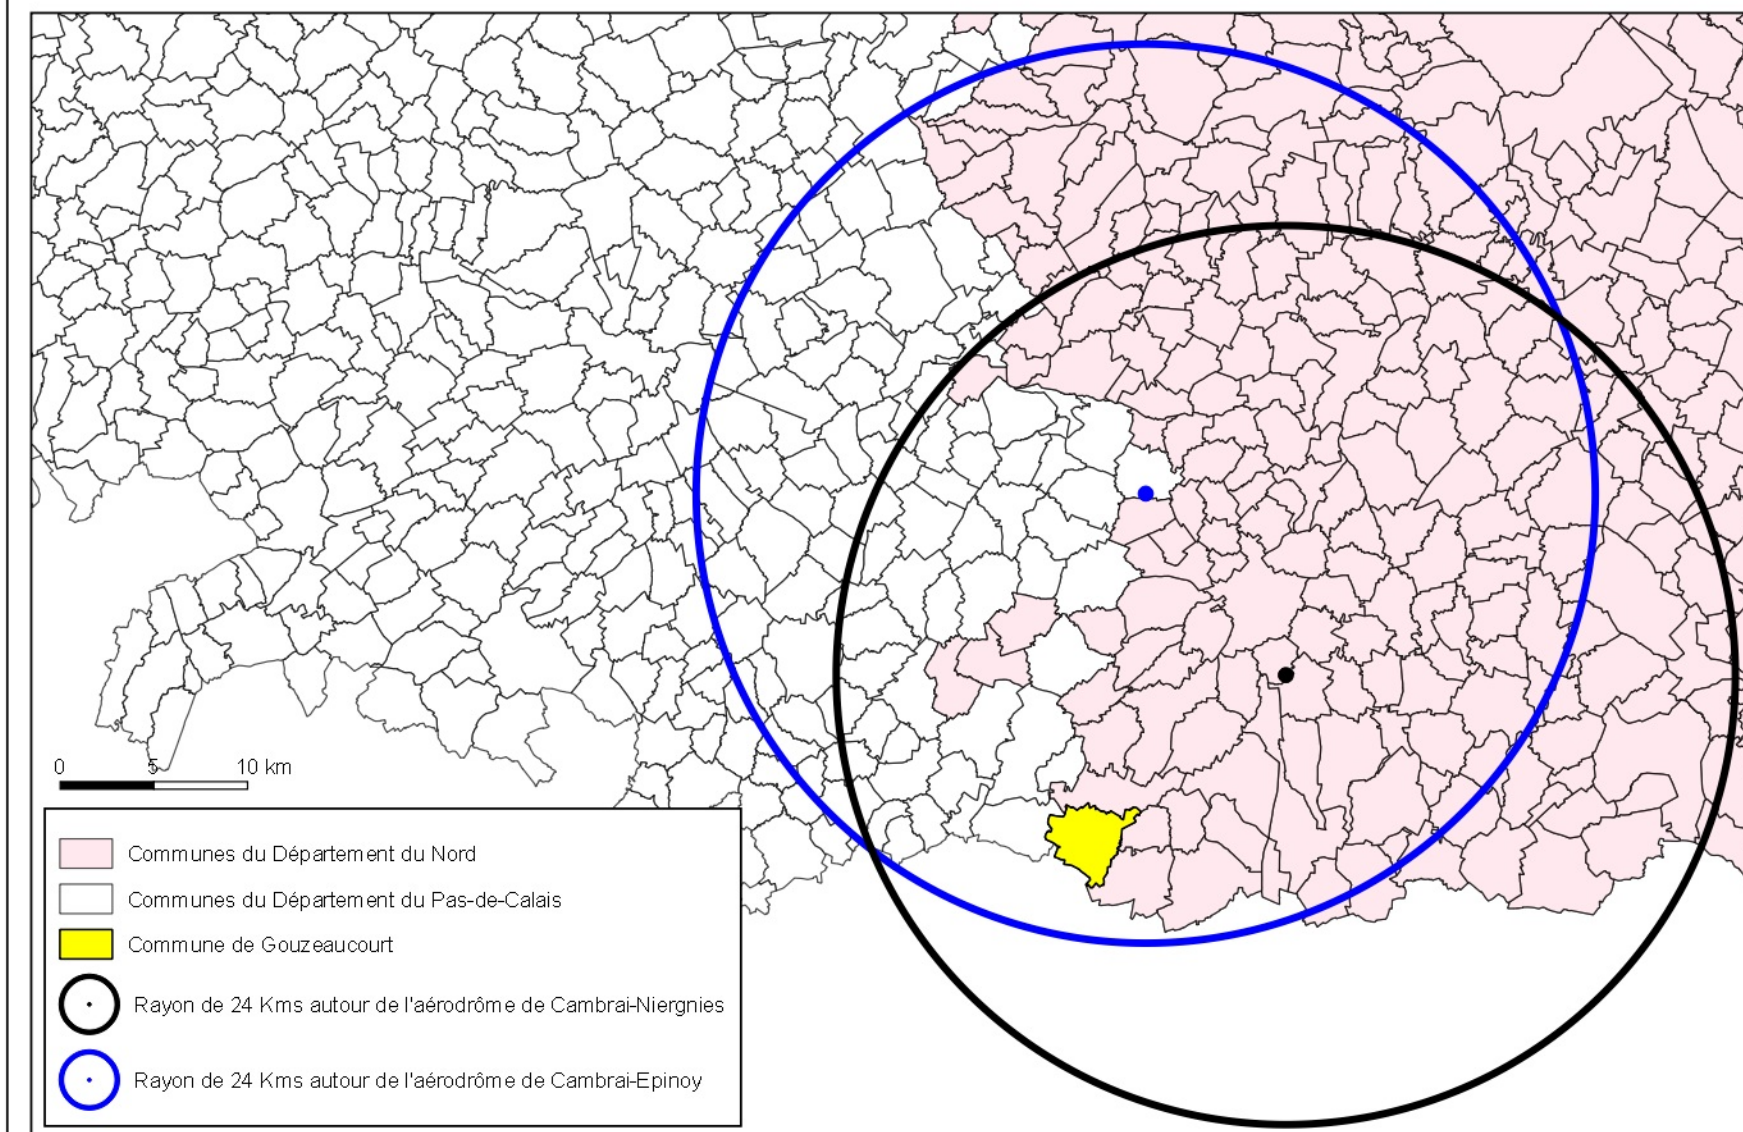 0 5 10 km
Communes du Département du Nord
Communes du Département du Pas-de-Calais
Commune de Gouzeaucourt
Rayon de 24 Kms autour de l'aérodrôme de Cambrai-Niergnies
Rayon de 24 Kms autour de l'aérodrôme de Cambrai-Epinoy